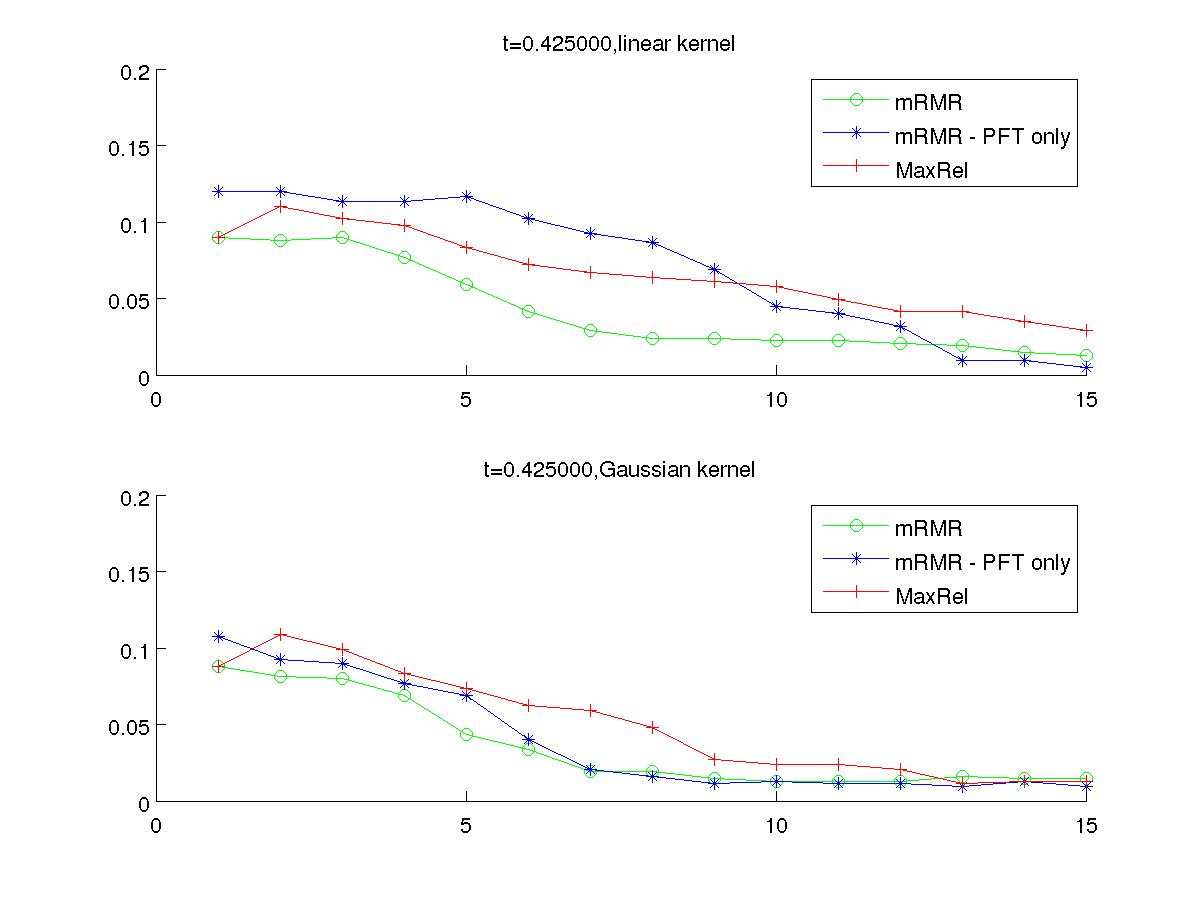 t=0.425000,linear kernel
0.2
0.15
0.1
0.05
0
0 5 10 15
mRMR
mRMR - PFT only
MaxRel
t=0.425000,Gaussian kernel
0.2
0.15
0.1
0.05
0
0 5 10 15
mRMR
mRMR - PFT only
MaxRel